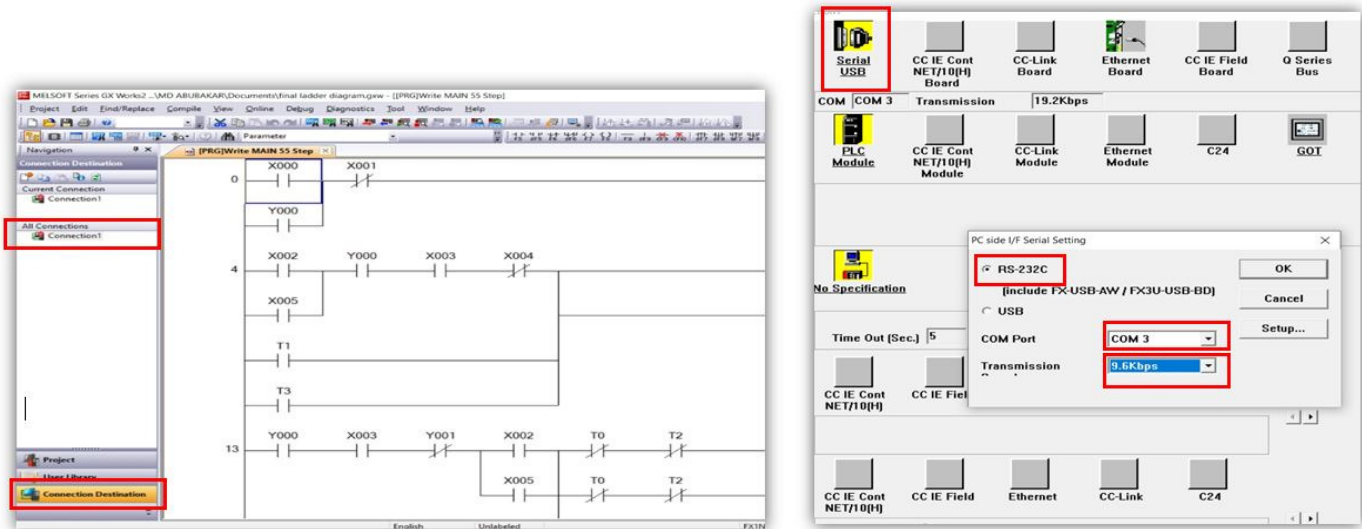 MELSOFT Series GX Works2 ...\MD ABUBAKAR\Documents\final ladder diagram.gxw - [[PRG]Write MAIN 55 Step]
Project Edit Find/Replace Compile View Online Debug Diagnostics Tool Window Help
Parameter
Navigation
[PRG]Write MAIN 55 Step
Connection Destination
Current Connection
Connection1
All Connections
Connection1
Project
User Library
Connection Destination
X000 X001
0
Y000
X002 Y000 X003 X004
4
X005
T1
T3
Y000 X003 Y001 X002 T0 T2
13
X005 T0 T2
English Unlabeled FX1N
Serial USB
CC IE Cont NET/10(H) Board
CC-Link Board
Ethernet Board
CC IE Field Board
Q Series Bus
COM COM 3 Transmission 19.2Kbps
PLC Module
CC IE Cont NET/10(H) Module
CC-Link Module
Ethernet Module
C24
GOT
No Specification
Time Out (Sec.) 5
PC side I/F Serial Setting
RS-232C
(include FX-USB-AW / FX3U-USB-BD)
USB
COM Port COM 3
Transmission 9.6Kbps
OK
Cancel
Setup...
CC IE Cont NET/10(H)
CC IE Fiel
CC IE Cont NET/10(H)
CC IE Field
Ethernet
CC-Link
C24